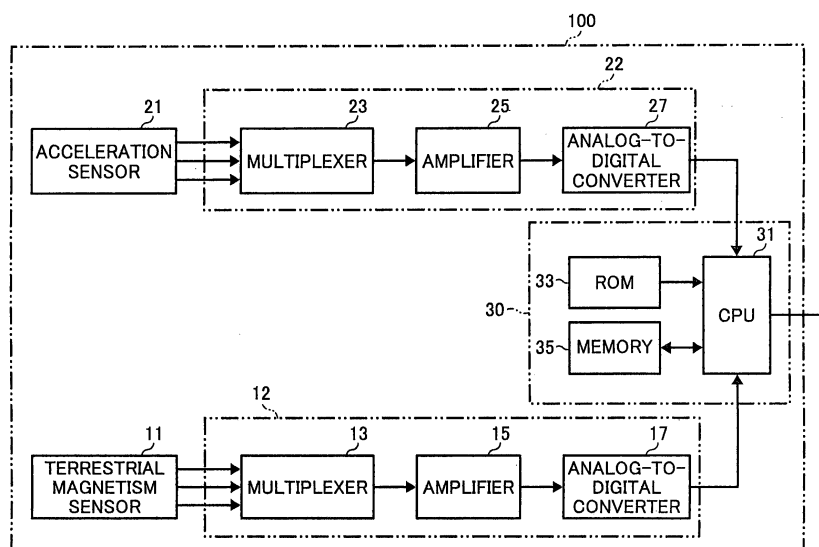 100
22
21
23
25
27
ACCELERATION
SENSOR
MULTIPLEXER
AMPLIFIER
ANALOG-TO-
DIGITAL
CONVERTER
31
33
ROM
30
CPU
35
MEMORY
12
11
13
15
17
TERRESTRIAL
MAGNETISM
SENSOR
MULTIPLEXER
AMPLIFIER
ANALOG-TO-
DIGITAL
CONVERTER